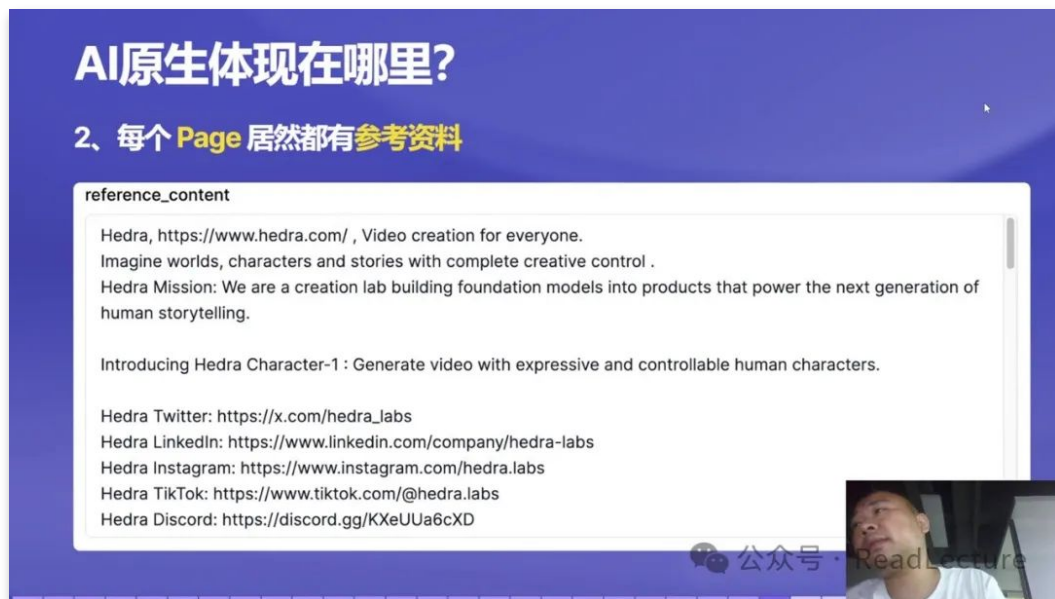 AI原生体现在哪里?
2、每个 Page 居然都有参考资料
reference_content
Hedra, https://www.hedra.com/ , Video creation for everyone.
Imagine worlds, characters and stories with complete creative control .
Hedra Mission: We are a creation lab building foundation models into products that power the next generation of
human storytelling.
Introducing Hedra Character-1 : Generate video with expressive and controllable human characters.
Hedra Twitter: https://x.com/hedra_labs
Hedra LinkedIn: https://www.linkedin.com/company/hedra-labs
Hedra Instagram: https://www.instagram.com/hedra.labs
Hedra TikTok: https://www.tiktok.com/@hedra.labs
Hedra Discord: https://discord.gg/KXeUUa6cXD
公众号 · ReadLecture